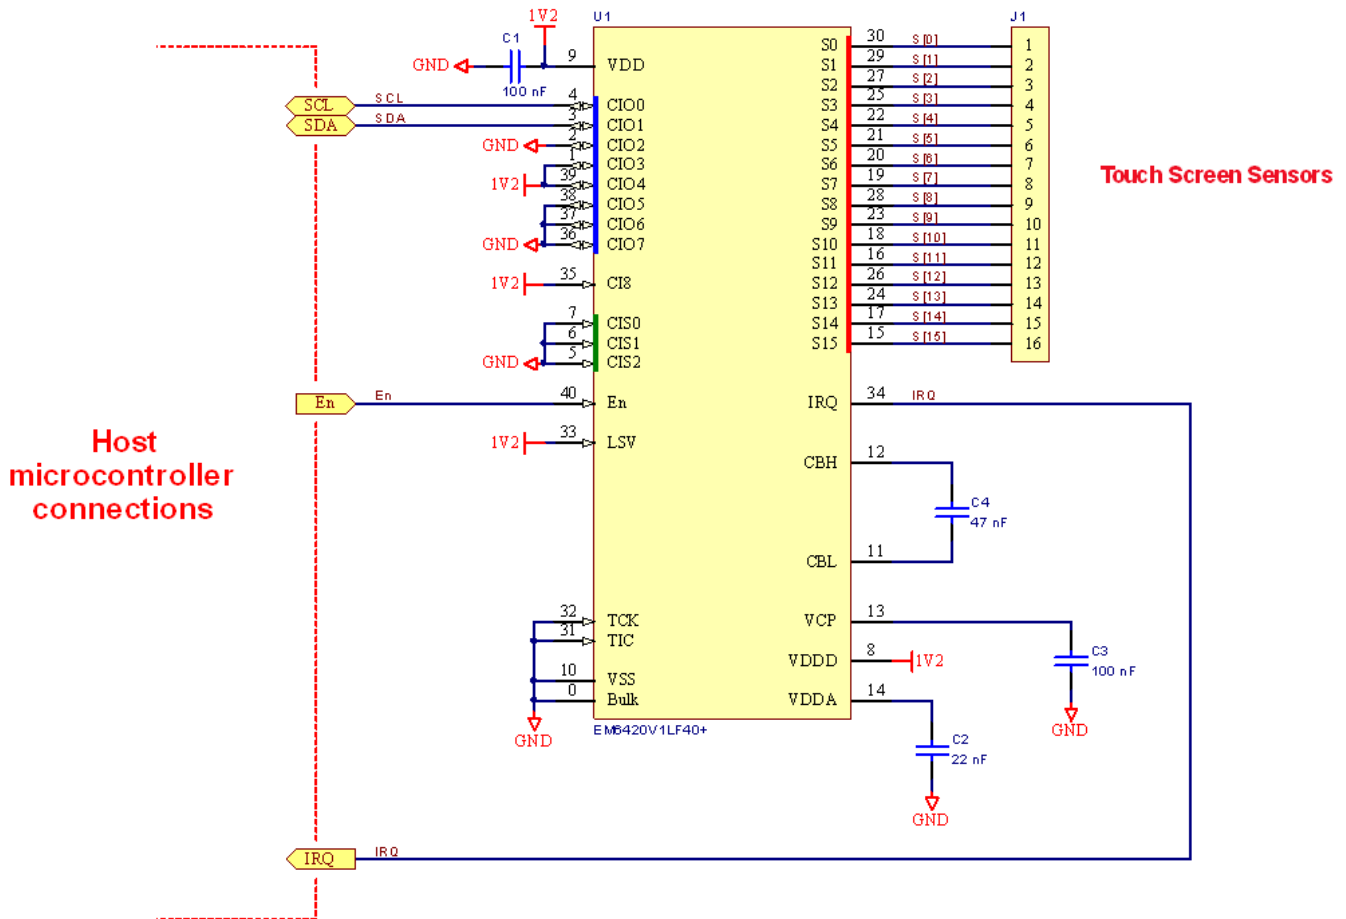 1V2
U1
J1
C1
GND
100 nF
9
VDD
SCL
SCL
4
CIO0
SDA
SDA
3
CIO1
GND
2
CIO2
1
CIO3
1V2
39
CIO4
38
CIO5
37
CIO6
GND
36
CIO7
1V2
35
CI8
7
CIS0
6
CIS1
GND
5
CIS2
En
En
40
En
1V2
33
LSV
Host
microcontroller
connections
32
TCK
31
TIC
10
VSS
0
Bulk
GND
EM6420V1LF40+
S0 30 S[0] 1
S1 29 S[1] 2
S2 27 S[2] 3
S3 25 S[3] 4
S4 22 S[4] 5
S5 21 S[5] 6
S6 20 S[6] 7
S7 19 S[7] 8
S8 28 S[8] 9
S9 23 S[9] 10
S10 18 S[10] 11
S11 16 S[11] 12
S12 26 S[12] 13
S13 24 S[13] 14
S14 17 S[14] 15
S15 15 S[15] 16
Touch Screen Sensors
IRQ 34 IRQ
CBH 12
C4
47 nF
CBL 11
VCP 13
C3
100 nF
GND
VDDD 8 1V2
VDDA 14
C2
22 nF
GND
IRQ IRQ